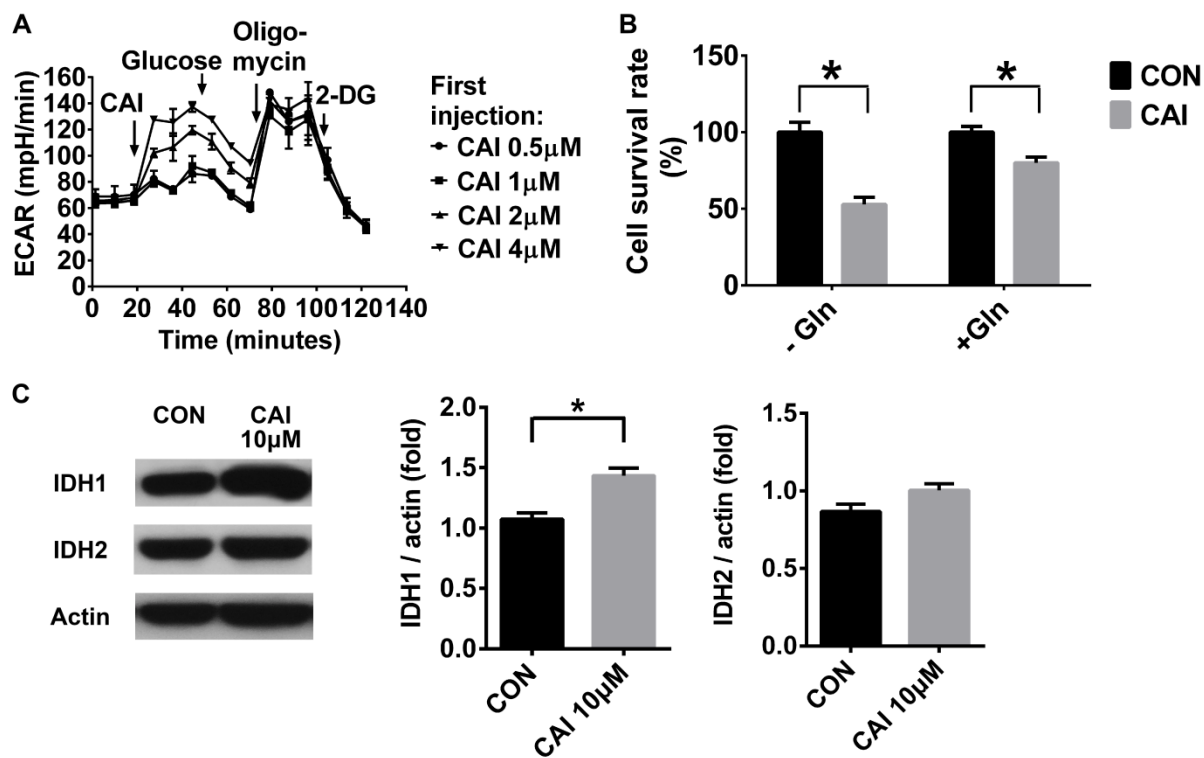 A
ECAR (mpH/min)
160
140
120
100
80
60
40
20
0
CAI
Glucose
Oligo-
mycin
2-DG
0 20 40 60 80 100 120 140
Time (minutes)
First
injection:
CAI 0.5μM
CAI 1μM
CAI 2μM
CAI 4μM
B
Cell survival rate
(%)
150
100
50
0
*
*
- Gln
+Gln
CON
CAI
C
CON
CAI
10μM
IDH1
IDH2
Actin
IDH1 / actin (fold)
2.0
1.5
1.0
0.5
0.0
*
CON
CAI 10μM
IDH2 / actin (fold)
1.5
1.0
0.5
0.0
CON
CAI 10μM